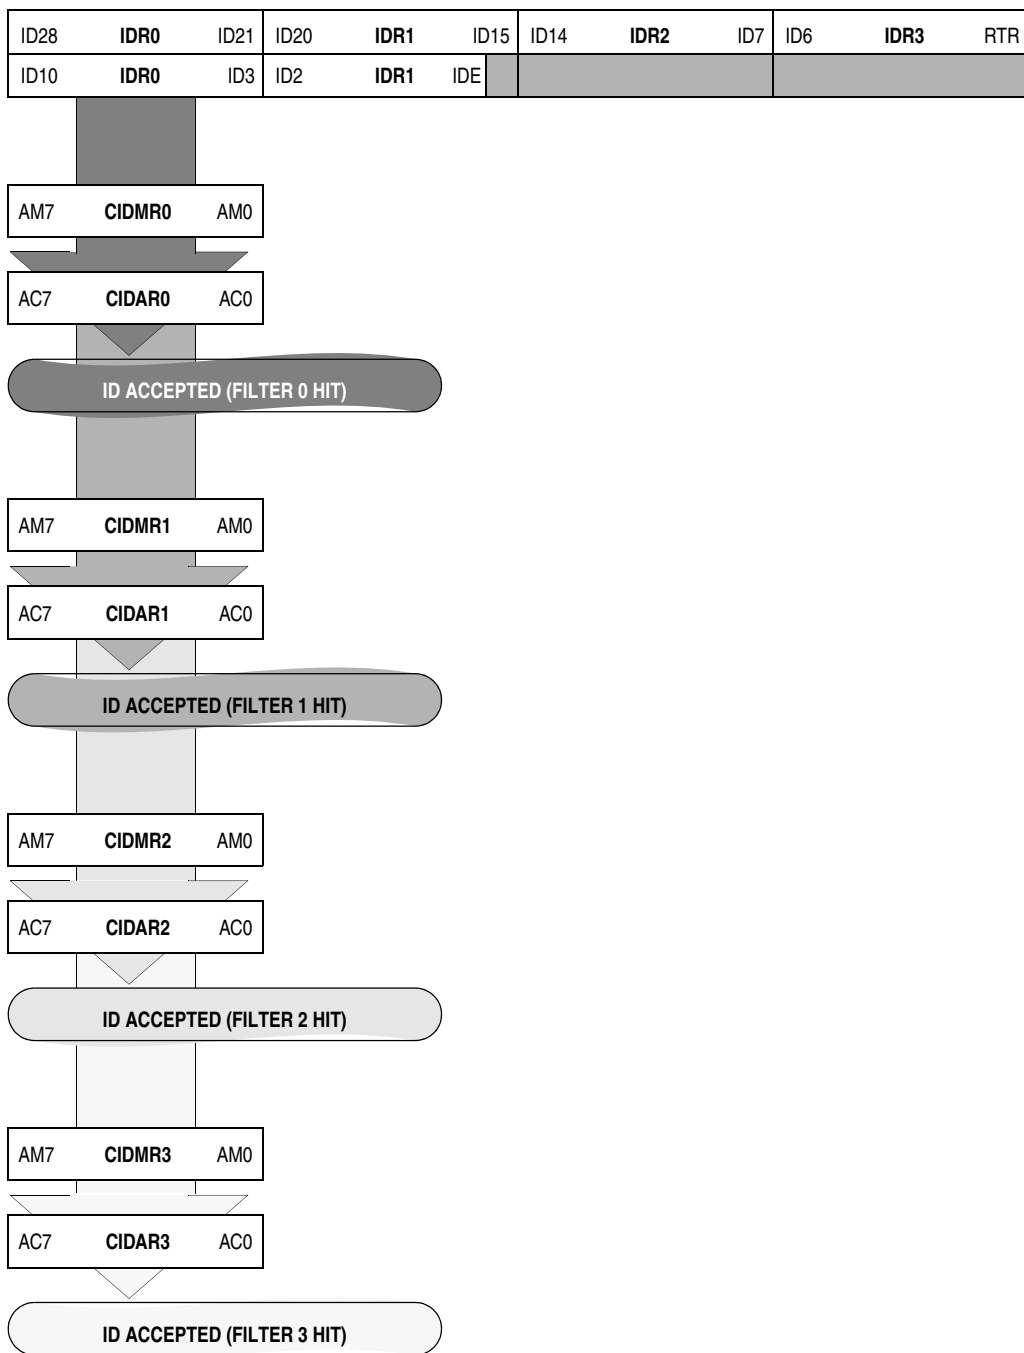 ID28 IDR0 ID21 ID20 IDR1 ID15 ID14 IDR2 ID7 ID6 IDR3 RTR
ID10 IDR0 ID3 ID2 IDR1 IDE
AM7 CIDMR0 AM0
AC7 CIDAR0 AC0
ID ACCEPTED (FILTER 0 HIT)
AM7 CIDMR1 AM0
AC7 CIDAR1 AC0
ID ACCEPTED (FILTER 1 HIT)
AM7 CIDMR2 AM0
AC7 CIDAR2 AC0
ID ACCEPTED (FILTER 2 HIT)
AM7 CIDMR3 AM0
AC7 CIDAR3 AC0
ID ACCEPTED (FILTER 3 HIT)